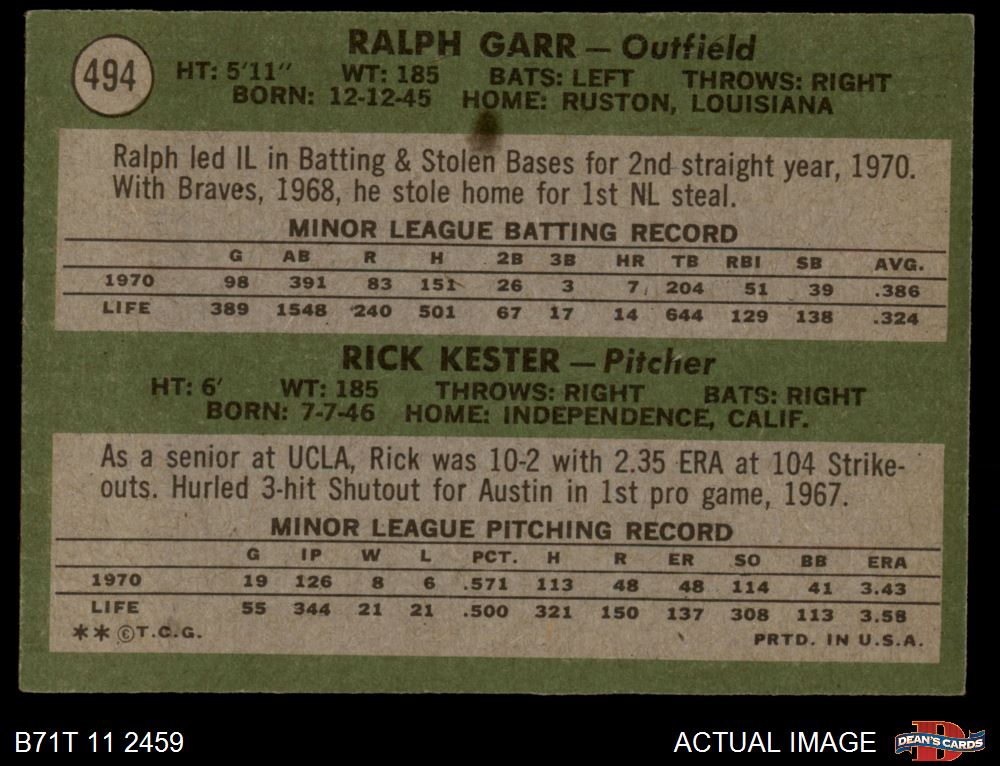 494
RALPH GARR — Outfield
HT: 5'11" WT: 185 BATS: LEFT THROWS: RIGHT
BORN: 12-12-45 HOME: RUSTON, LOUISIANA
Ralph led IL in Batting & Stolen Bases for 2nd straight year, 1970.
With Braves, 1968, he stole home for 1st NL steal.
MINOR LEAGUE BATTING RECORD
G AB R H 2B 3B HR TB RBI SB AVG.
1970 98 391 83 151 26 3 7 204 51 39 .386
LIFE 389 1548 240 501 67 17 14 644 129 138 .324
RICK KESTER — Pitcher
HT: 6' WT: 185 THROWS: RIGHT BATS: RIGHT
BORN: 7-7-46 HOME: INDEPENDENCE, CALIF.
As a senior at UCLA, Rick was 10-2 with 2.35 ERA at 104 Strike-
outs. Hurled 3-hit Shutout for Austin in 1st pro game, 1967.
MINOR LEAGUE PITCHING RECORD
G IP W L PCT. H R ER SO BB ERA
1970 19 126 8 6 .571 113 48 48 114 41 3.43
LIFE 55 344 21 21 .500 321 150 137 308 113 3.58
** ©T.C.G. PRTD. IN U.S.A.
B71T 11 2459 ACTUAL IMAGE DEAN'S CARDS